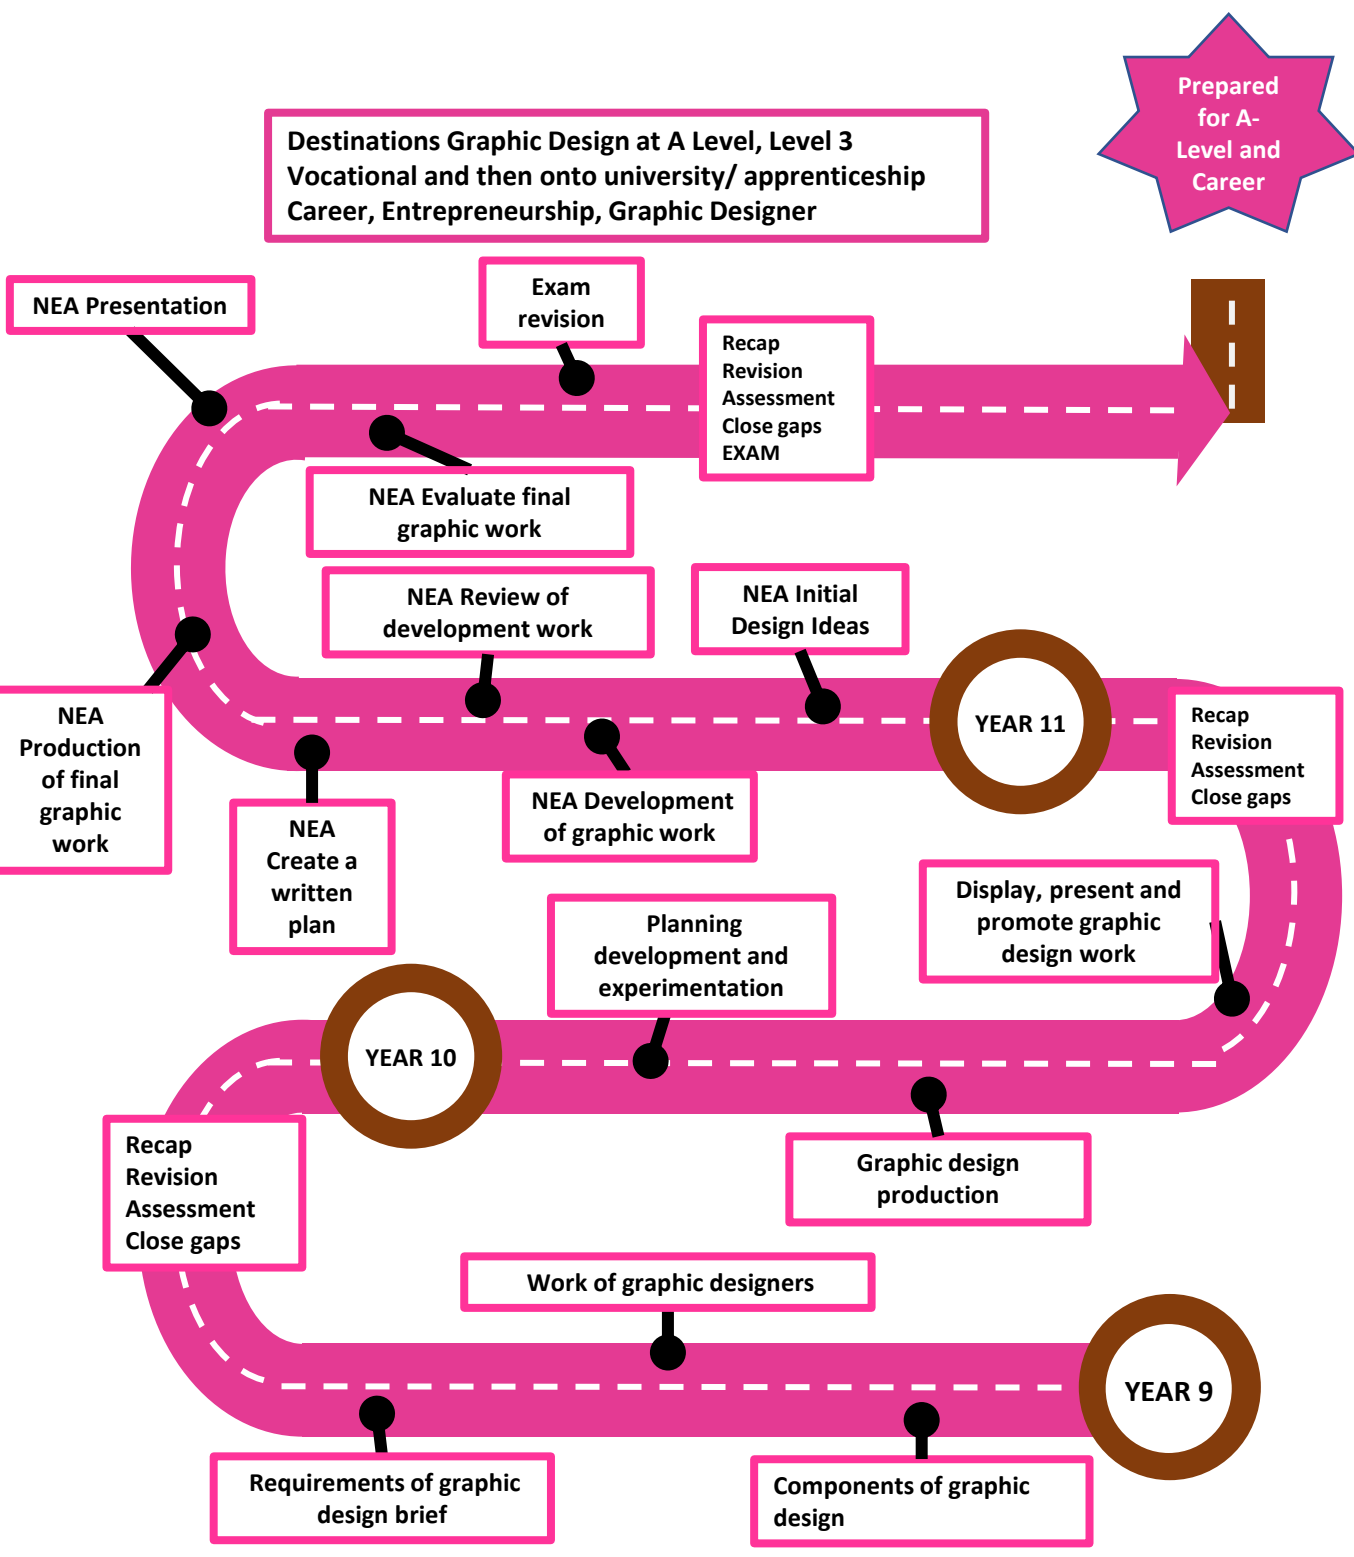 Prepared
for A-
Level and
Career
Destinations Graphic Design at A Level, Level 3
Vocational and then onto university/ apprenticeship
Career, Entrepreneurship, Graphic Designer
NEA Presentation
Exam
revision
Recap
Revision
Assessment
Close gaps
EXAM
NEA Evaluate final
graphic work
NEA Review of
development work
NEA Initial
Design Ideas
NEA
Production
of final
graphic
work
NEA
Create a
written
plan
NEA Development
of graphic work
YEAR 11
Recap
Revision
Assessment
Close gaps
Display, present and
promote graphic
design work
Planning
development and
experimentation
YEAR 10
Graphic design
production
Recap
Revision
Assessment
Close gaps
Work of graphic designers
YEAR 9
Requirements of graphic
design brief
Components of graphic
design